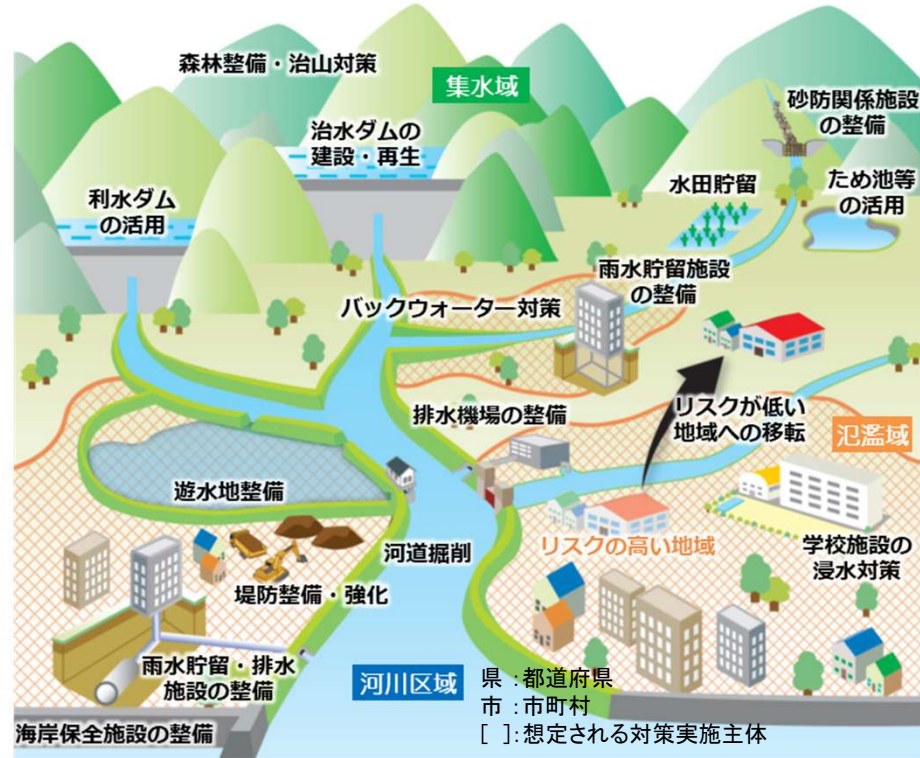 森林整備・治山対策
集水域
砂防関係施設
の整備
治水ダムの
建設・再生
水田貯留
ため池等
の活用
利水ダム
の活用
雨水貯留施設
の整備
バックウォーター対策
排水機場の整備
リスクが低い
地域への移転
氾濫域
遊水地整備
河道掘削
リスクの高い地域
学校施設の
浸水対策
堤防整備・強化
雨水貯留・排水
施設の整備
河川区域
県 :都道府県
市 :市町村
[ ]:想定される対策実施主体
海岸保全施設の整備